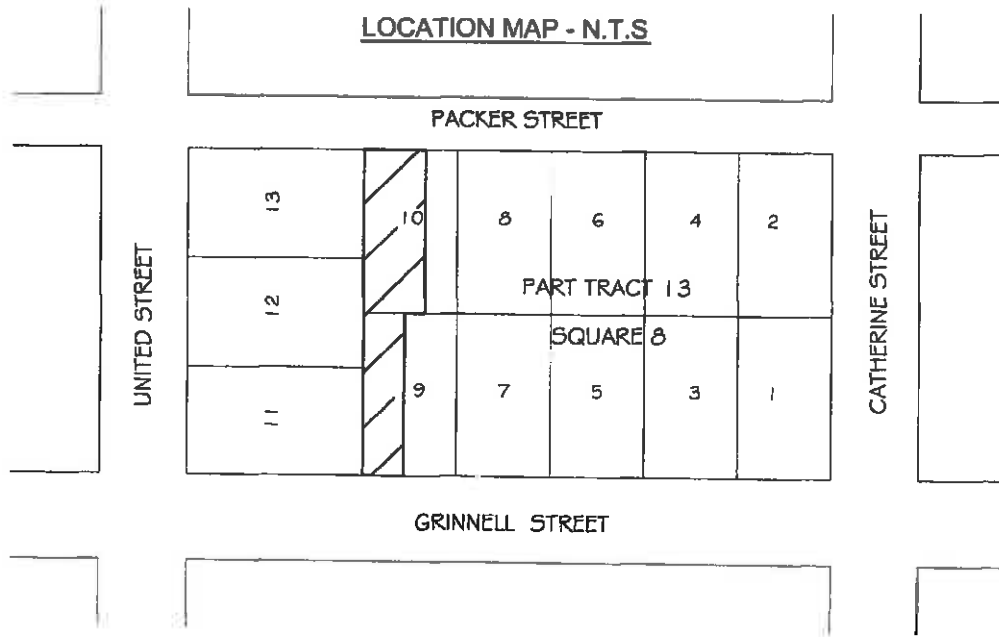 LOCATION MAP - N.T.S
PACKER STREET
13
10
8
6
4
2
UNITED STREET
12
PART TRACT 13
SQUARE 8
CATHERINE STREET
11
9
7
5
3
1
GRINNELL STREET